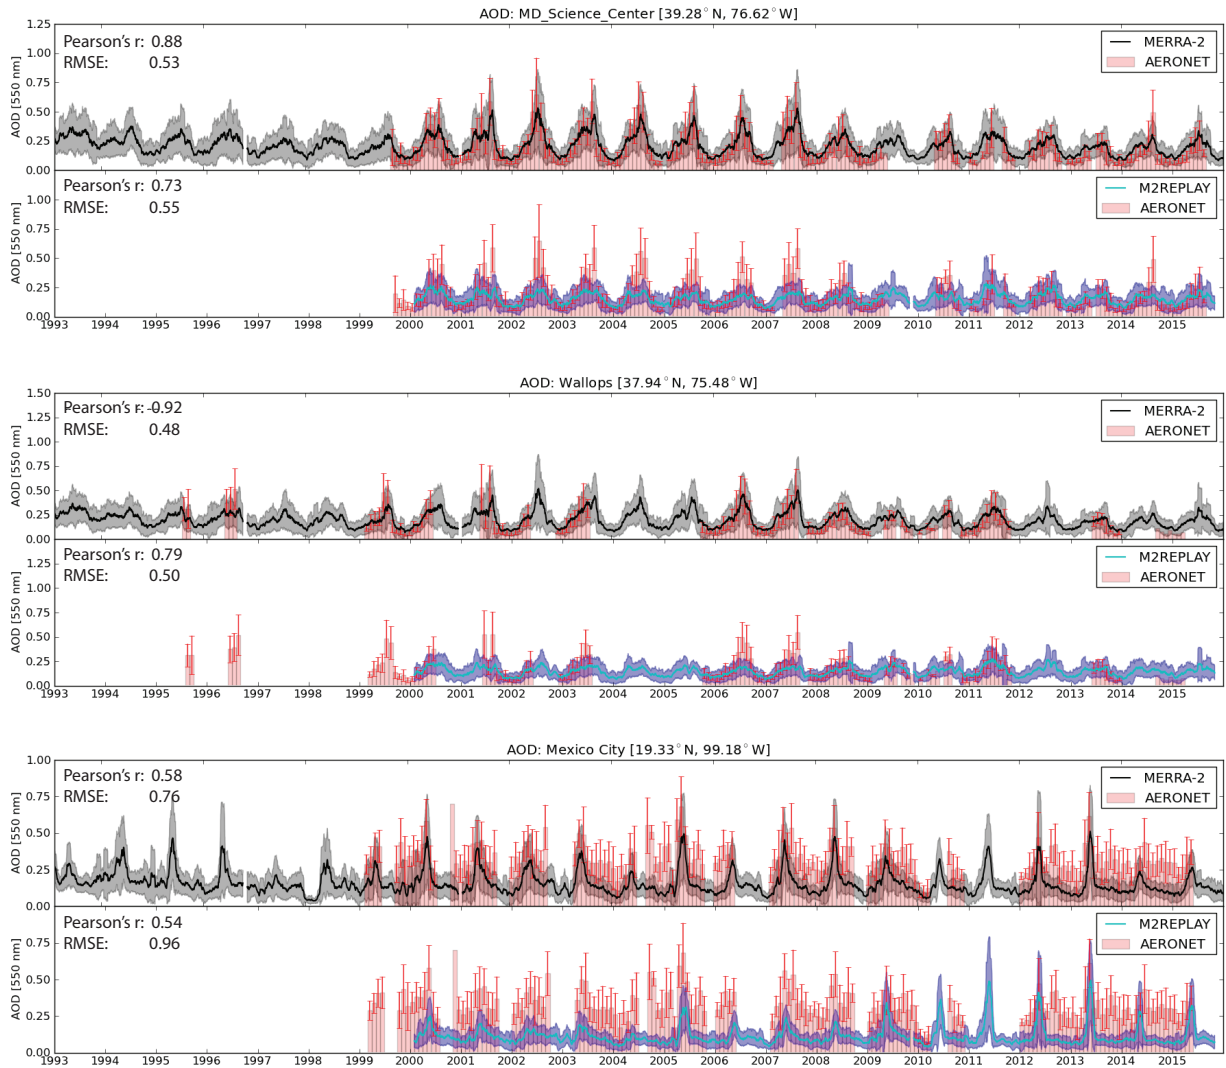 AOD: MD_Science_Center [39.28°N, 76.62°W]
1.25
1.00
0.75
0.50
0.25
0.00
AOD [550 nm]
Pearson's r: 0.88
RMSE: 0.53
MERRA-2
AERONET
1.00
0.75
0.50
0.25
0.00
AOD [550 nm]
Pearson's r: 0.73
RMSE: 0.55
M2REPLAY
AERONET
1993 1994 1995 1996 1997 1998 1999 2000 2001 2002 2003 2004 2005 2006 2007 2008 2009 2010 2011 2012 2013 2014 2015
AOD: Wallops [37.94°N, 75.48°W]
1.50
1.25
1.00
0.75
0.50
0.25
0.00
AOD [550 nm]
Pearson's r: 0.92
RMSE: 0.48
MERRA-2
AERONET
1.25
1.00
0.75
0.50
0.25
0.00
AOD [550 nm]
Pearson's r: 0.79
RMSE: 0.50
M2REPLAY
AERONET
1993 1994 1995 1996 1997 1998 1999 2000 2001 2002 2003 2004 2005 2006 2007 2008 2009 2010 2011 2012 2013 2014 2015
AOD: Mexico City [19.33°N, 99.18°W]
1.00
0.75
0.50
0.25
0.00
AOD [550 nm]
Pearson's r: 0.58
RMSE: 0.76
MERRA-2
AERONET
0.75
0.50
0.25
0.00
AOD [550 nm]
Pearson's r: 0.54
RMSE: 0.96
M2REPLAY
AERONET
1993 1994 1995 1996 1997 1998 1999 2000 2001 2002 2003 2004 2005 2006 2007 2008 2009 2010 2011 2012 2013 2014 2015